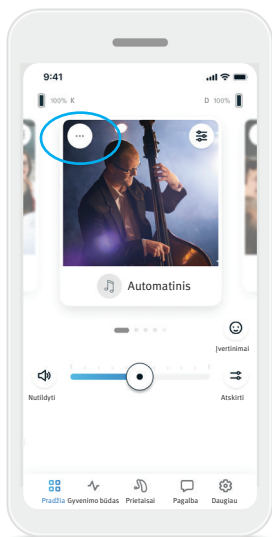 9:41
100% K
D 100%
Automatinis
Įvertinimai
Nutildyti
Atskirti
Pradžia Gyvenimo būdas Prietaisai Pagalba Daugiau